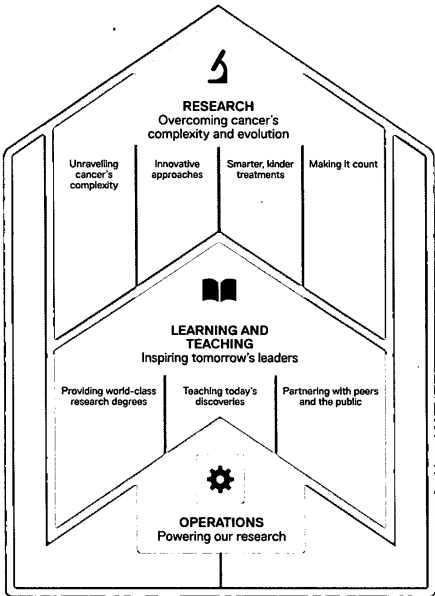 RESEARCH
Overcoming cancer's
complexity and evolution
Unravelling
cancer's
complexity
Innovative
approaches
Smarter, kinder
treatments
Making it count
LEARNING AND
TEACHING
Inspiring tomorrow's leaders
Providing world-class
research degrees
Teaching today's
discoveries
Partnering with peers
and the public
OPERATIONS
Powering our research